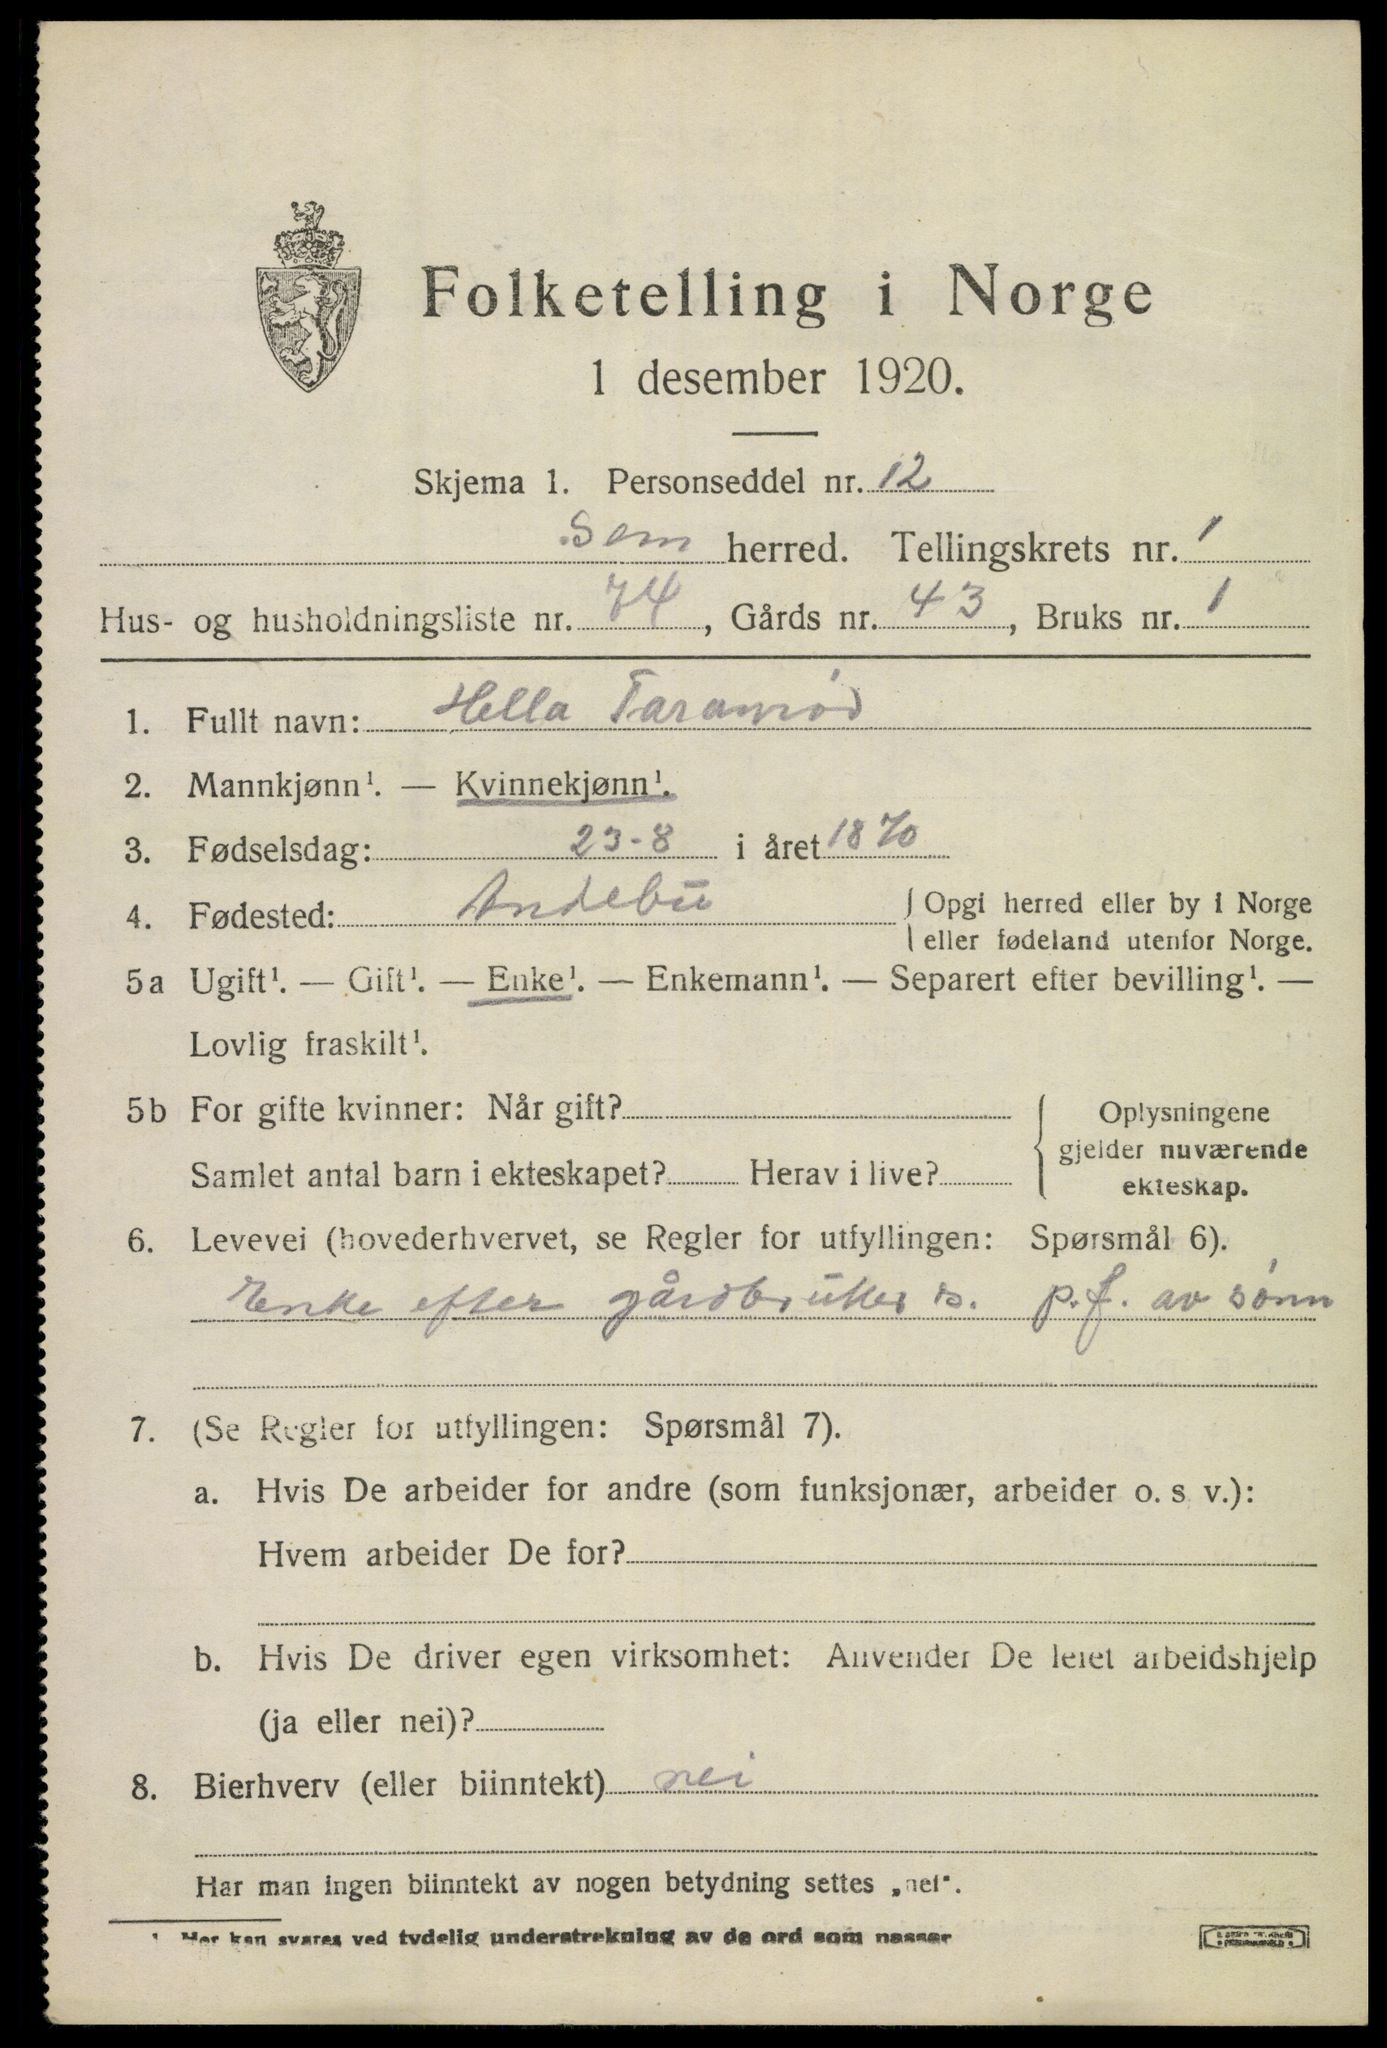 Folketelling i Norge
1 desember 1920.
Skjema 1. Personseddel nr. 12
Sem herred. Tellingskrets nr. 1
Hus- og husholdningsliste nr. 74, Gårds nr. 43, Bruks nr. 1
1. Fullt navn: Hella Taramrød
2. Mannkjønn¹. — Kvinnekjønn¹.
3. Fødselsdag: 23-8 i året 1870
4. Fødested: Andebu { Opgi herred eller by i Norge
eller fødeland utenfor Norge.
5a Ugift¹. — Gift¹. — Enke¹. — Enkemann¹. — Separert efter bevilling¹. —
Lovlig fraskilt¹.
5b For gifte kvinner: Når gift? { Oplysningene
gjelder nuværende
Samlet antal barn i ekteskapet? Herav i live? ekteskap.
6. Levevei (hovederhvervet, se Regler for utfyllingen: Spørsmål 6).
Enke efter gårdbruker s. p.f. av sønn
7. (Se Regler for utfyllingen: Spørsmål 7).
a. Hvis De arbeider for andre (som funksjonær, arbeider o. s v.):
Hvem arbeider De for?
b. Hvis De driver egen virksomhet: Anvender De leiet arbeidshjelp
(ja eller nei)?
8. Bierhverv (eller biinntekt) nei
Har man ingen biinntekt av nogen betydning settes „nei".
¹ Her kan svares ved tydelig understrekning av de ord som passer